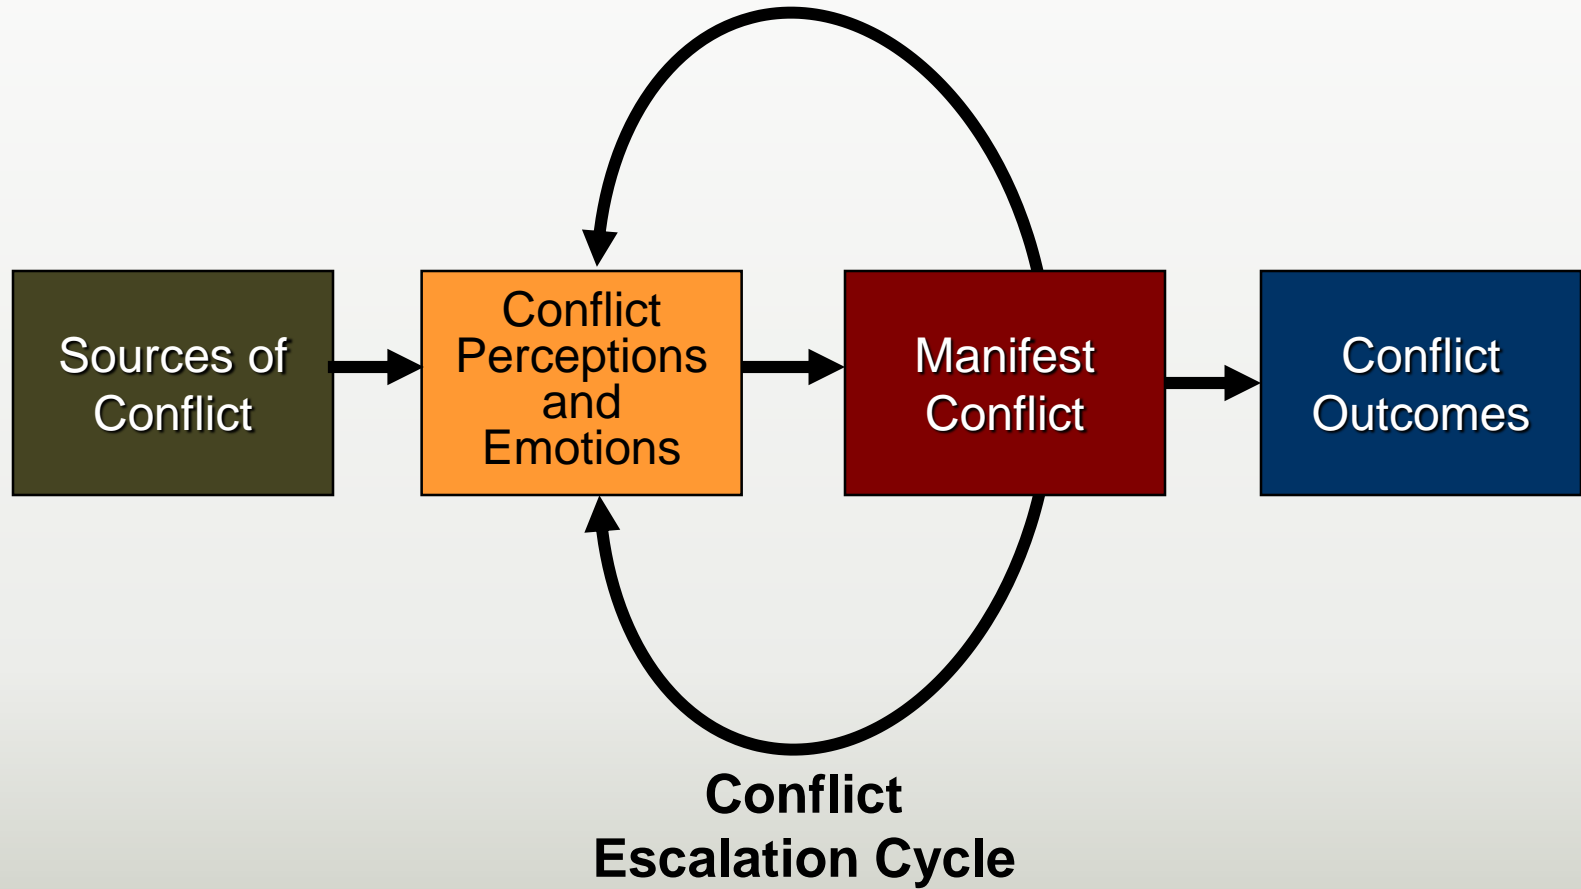 Sources of
Conflict
Conflict
Perceptions
and
Emotions
Manifest
Conflict
Conflict
Outcomes
Conflict
Escalation Cycle